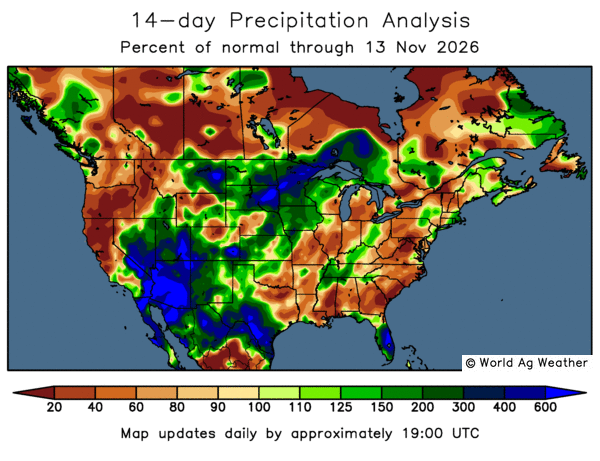 14-day Precipitation Analysis
Percent of normal through 13 Nov 2026
© World Ag Weather
20 40 60 80 90 100 110 125 150 200 300 400 600
Map updates daily by approximately 19:00 UTC